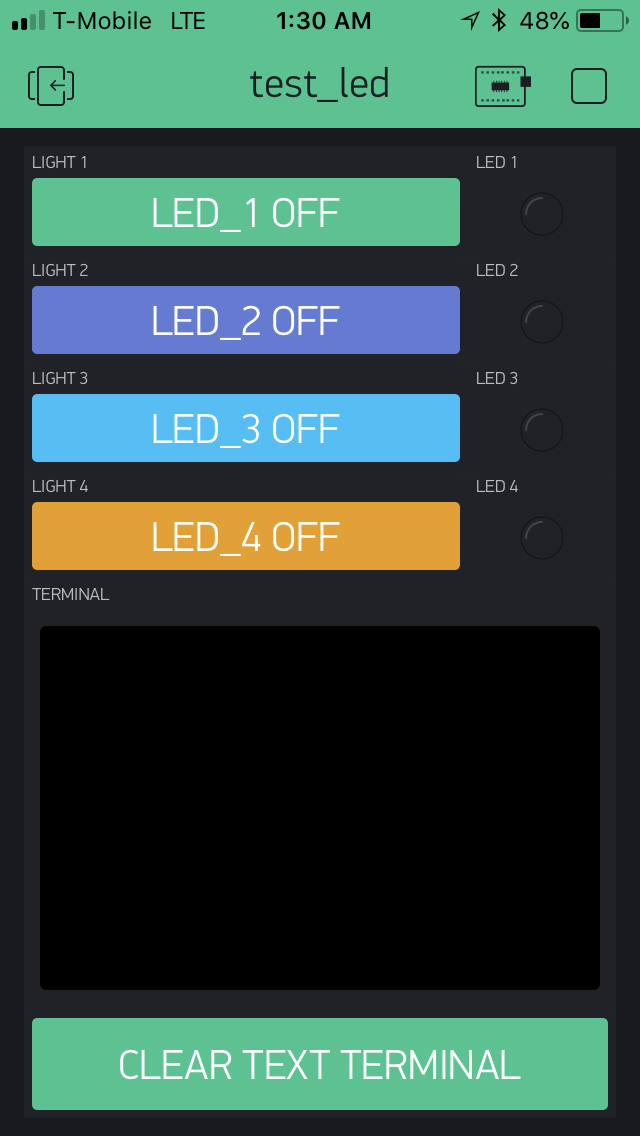 T-Mobile LTE 1:30 AM 48%
test_led
LIGHT 1 LED 1
LED_1 OFF
LIGHT 2 LED 2
LED_2 OFF
LIGHT 3 LED 3
LED_3 OFF
LIGHT 4 LED 4
LED_4 OFF
TERMINAL
CLEAR TEXT TERMINAL